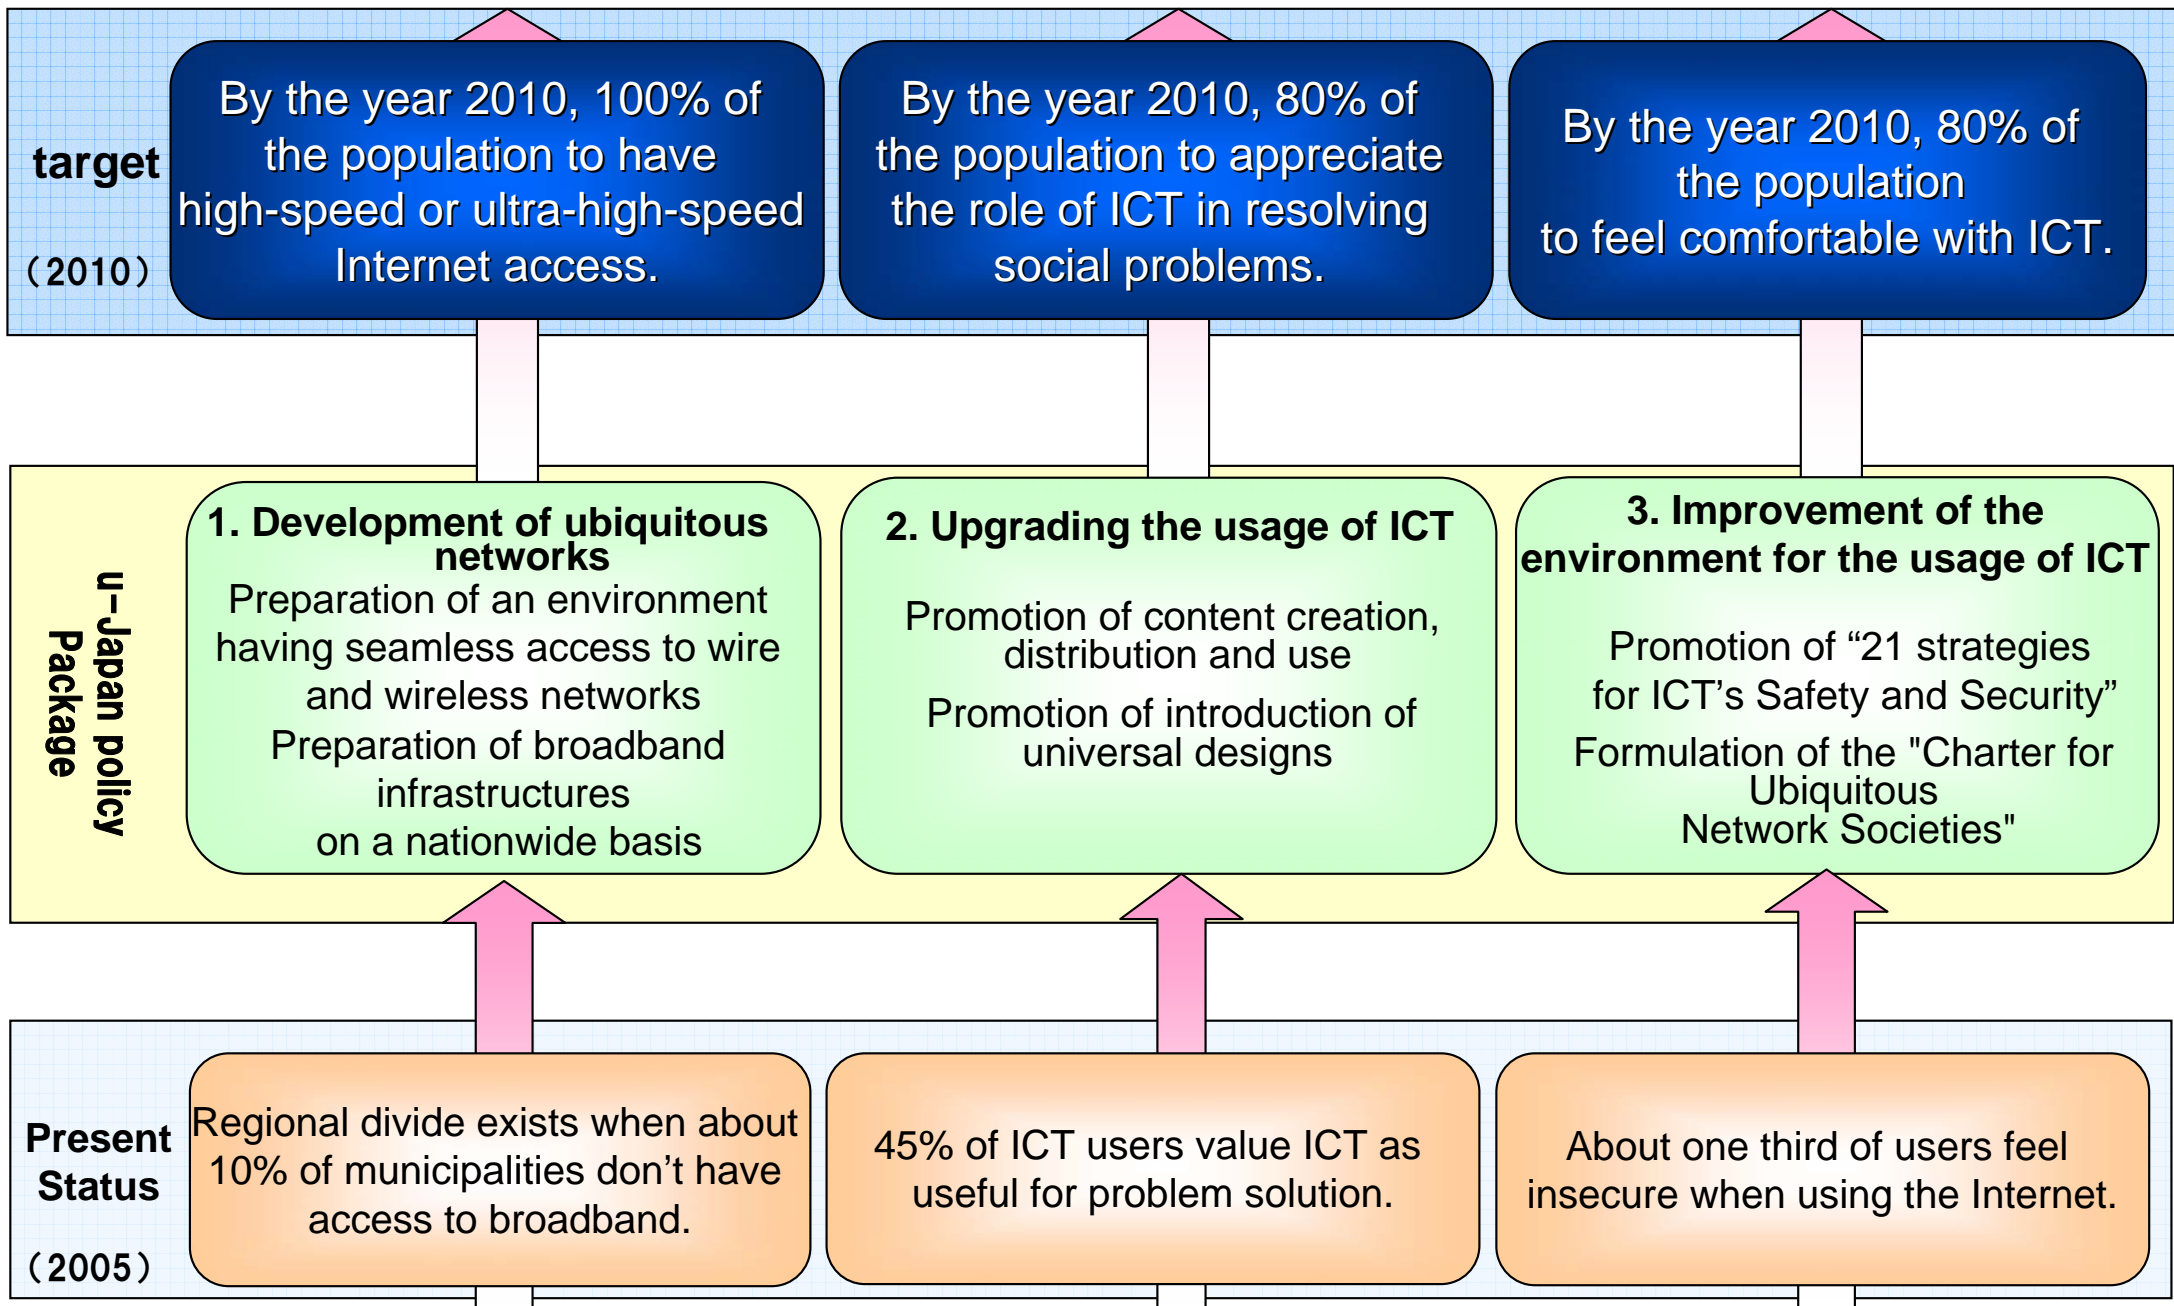 target
（2010）
By the year 2010, 100% of
the population to have
high-speed or ultra-high-speed
Internet access.
By the year 2010, 80% of
the population to appreciate
the role of ICT in resolving
social problems.
By the year 2010, 80% of
the population
to feel comfortable with ICT.
u-Japan policy
Package
1. Development of ubiquitous
networks
Preparation of an environment
having seamless access to wire
and wireless networks
Preparation of broadband
infrastructures
on a nationwide basis
2. Upgrading the usage of ICT
Promotion of content creation,
distribution and use
Promotion of introduction of
universal designs
3. Improvement of the
environment for the usage of ICT
Promotion of “21 strategies
for ICT’s Safety and Security”
Formulation of the "Charter for
Ubiquitous
Network Societies"
Present
Status
（2005）
Regional divide exists when about
10% of municipalities don’t have
access to broadband.
45% of ICT users value ICT as
useful for problem solution.
About one third of users feel
insecure when using the Internet.